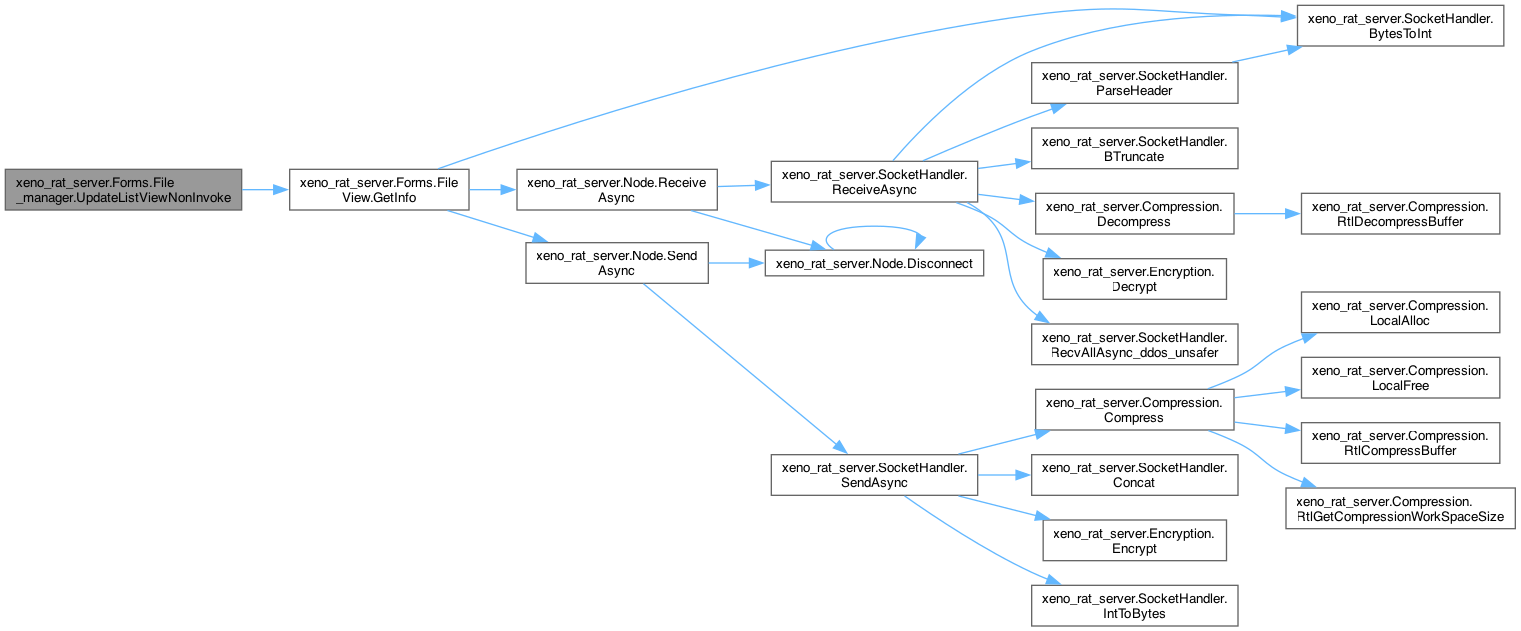 xeno_rat_server.Forms.File
_manager.UpdateListViewNonInvoke
xeno_rat_server.Forms.File
View.GetInfo
xeno_rat_server.SocketHandler.
BytesToInt
xeno_rat_server.Node.Receive
Async
xeno_rat_server.SocketHandler.
ReceiveAsync
xeno_rat_server.SocketHandler.
ParseHeader
xeno_rat_server.SocketHandler.
BTruncate
xeno_rat_server.Compression.
Decompress
xeno_rat_server.Compression.
RtlDecompressBuffer
xeno_rat_server.Encryption.
Decrypt
xeno_rat_server.SocketHandler.
RecvAllAsync_ddos_unsafer
xeno_rat_server.Node.Disconnect
xeno_rat_server.Node.Send
Async
xeno_rat_server.SocketHandler.
SendAsync
xeno_rat_server.Compression.
Compress
xeno_rat_server.Compression.
LocalAlloc
xeno_rat_server.Compression.
LocalFree
xeno_rat_server.Compression.
RtlCompressBuffer
xeno_rat_server.Compression.
RtlGetCompressionWorkSpaceSize
xeno_rat_server.SocketHandler.
Concat
xeno_rat_server.Encryption.
Encrypt
xeno_rat_server.SocketHandler.
IntToBytes